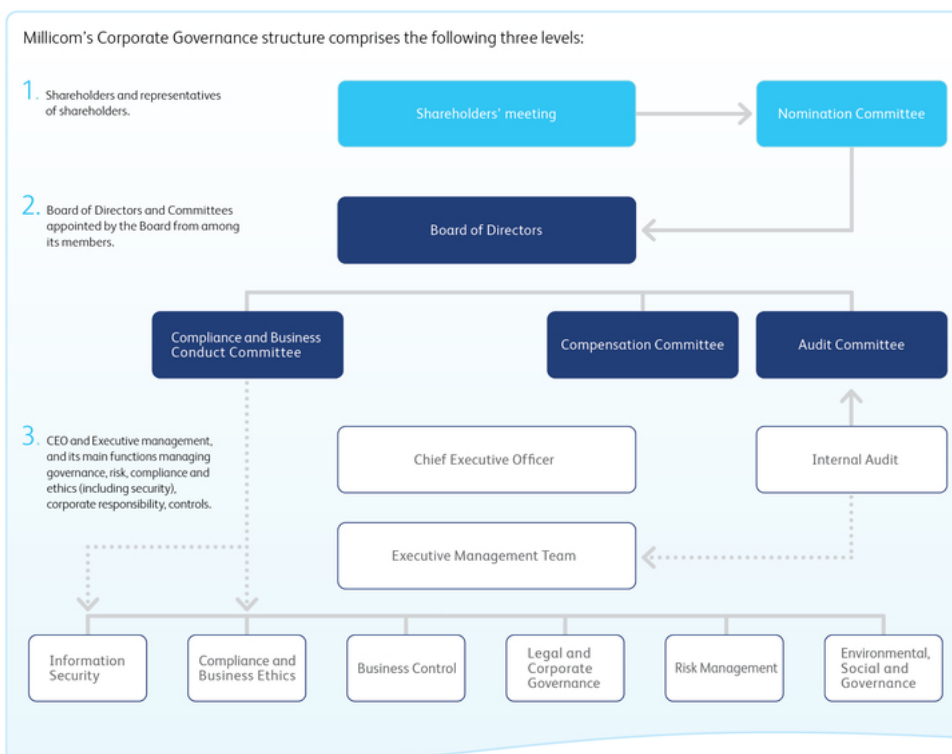 Millicom's Corporate Governance structure comprises the following three levels:
1. Shareholders and representatives
of shareholders.
Shareholders' meeting
Nomination Committee
2. Board of Directors and Committees
appointed by the Board from among
its members.
Board of Directors
Compliance and Business
Conduct Committee
Compensation Committee
Audit Committee
3. CEO and Executive management,
and its main functions managing
governance, risk, compliance and
ethics (including security),
corporate responsibility, controls.
Chief Executive Officer
Internal Audit
Executive Management Team
Information
Security
Compliance and
Business Ethics
Business Control
Legal and
Corporate
Governance
Risk Management
Environmental,
Social and
Governance